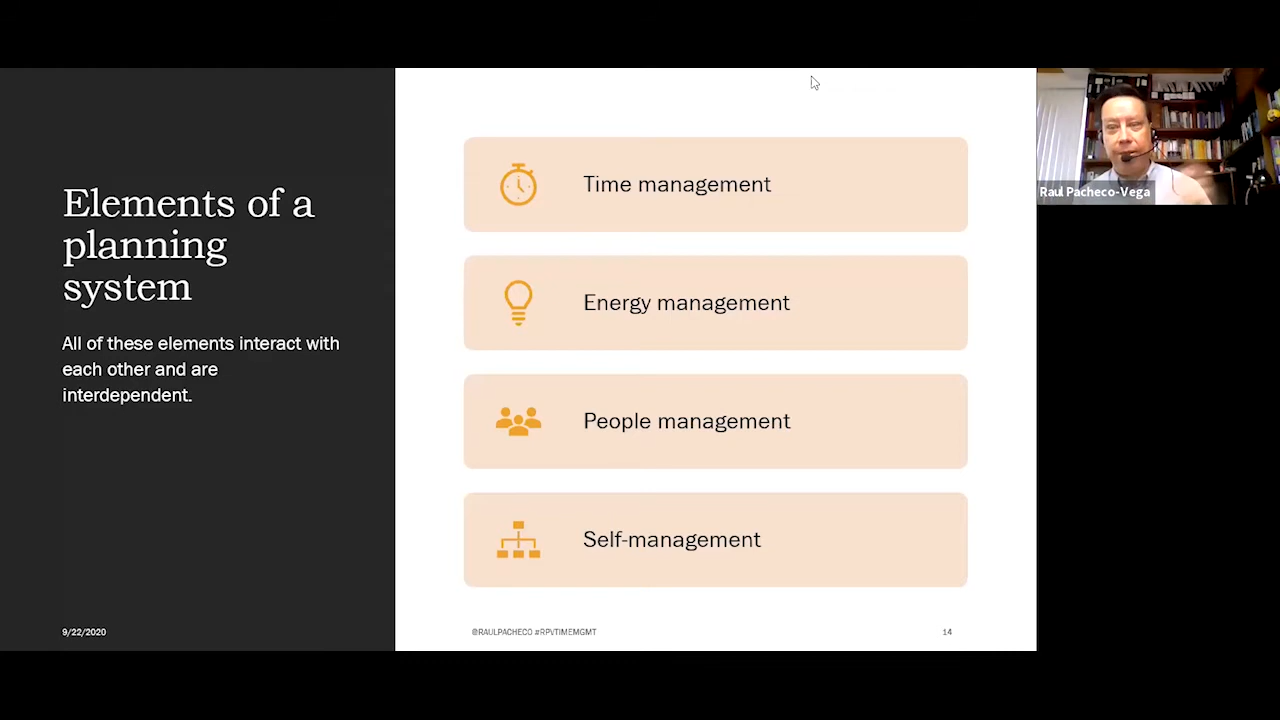 Elements of a
planning
system
All of these elements interact with
each other and are
interdependent.
9/22/2020
Time management
Energy management
People management
Self-management
@RAULPACHECO #RPVTIMEMGMT
14
Raul Pacheco-Vega